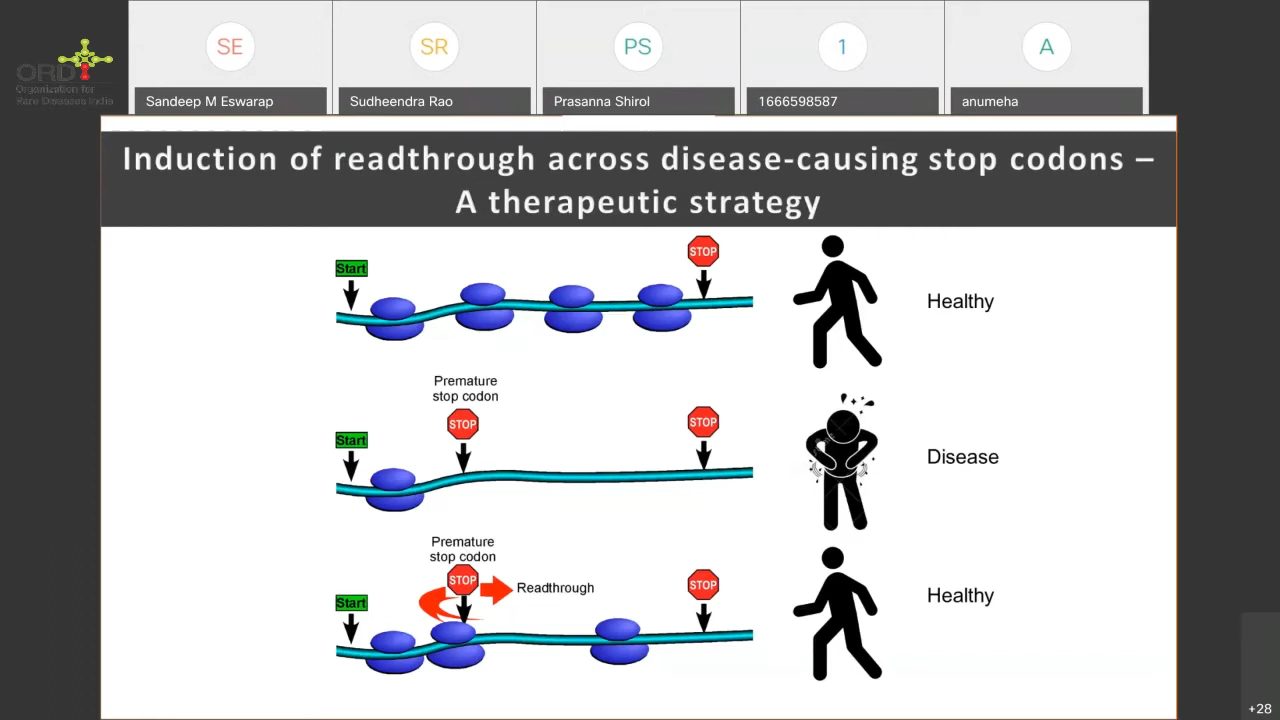 SE
SR
PS
1
A
ORDI
Organization for
Rare Diseases India
Sandeep M Eswarap
Sudheendra Rao
Prasanna Shirol
1666598587
anumeha
Induction of readthrough across disease-causing stop codons –
A therapeutic strategy
Start
STOP
Healthy
Premature
stop codon
Start
STOP
STOP
Disease
Premature
stop codon
Start
STOP
Readthrough
STOP
Healthy
+28